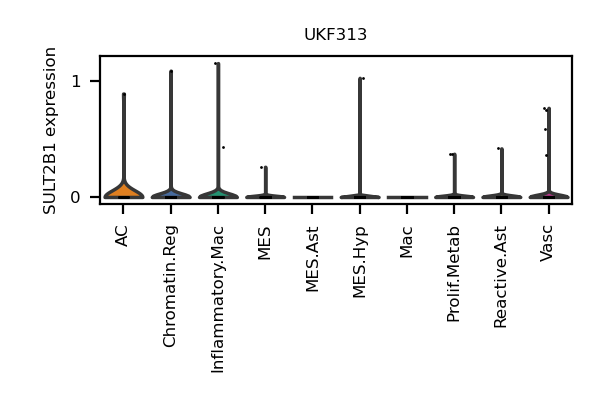 UKF313
SULT2B1 expression
1
0
AC
Chromatin.Reg
Inflammatory.Mac
MES
MES.Ast
MES.Hyp
Mac
Prolif.Metab
Reactive.Ast
Vasc